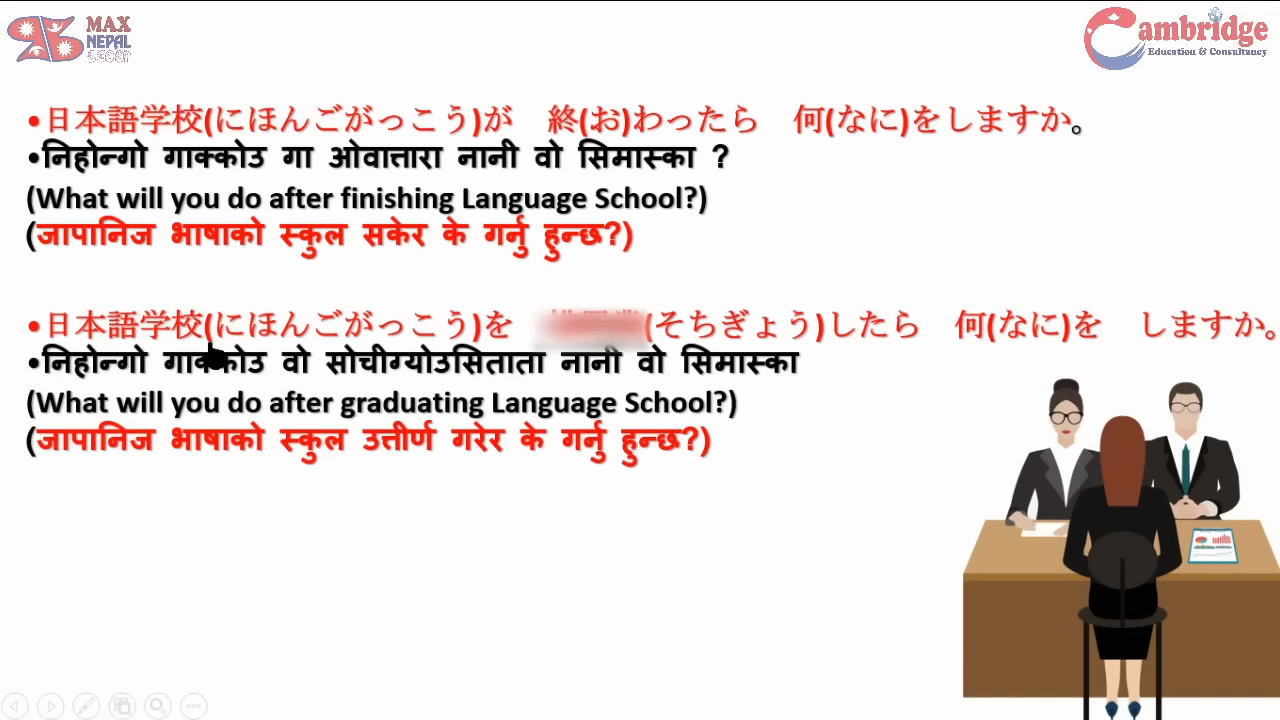 MAX
NEPAL
Cambridge
Education & Consultancy
•日本語学校(にほんごがっこう)が 終(お)わったら 何(なに)をしますか。
•निहोन्गो गाक्कोउ गा ओवात्तारा नानी वो सिमास्का ?
(What will you do after finishing Language School?)
(जापानिज भाषाको स्कुल सकेर के गर्नु हुन्छ?)
•日本語学校(にほんごがっこう)を (そちぎょう)したら 何(なに)を しますか。
•निहोन्गो गाक्कोउ वो सोचीग्योउसिताता नानी वो सिमास्का
(What will you do after graduating Language School?)
(जापानिज भाषाको स्कुल उत्तीर्ण गरेर के गर्नु हुन्छ?)